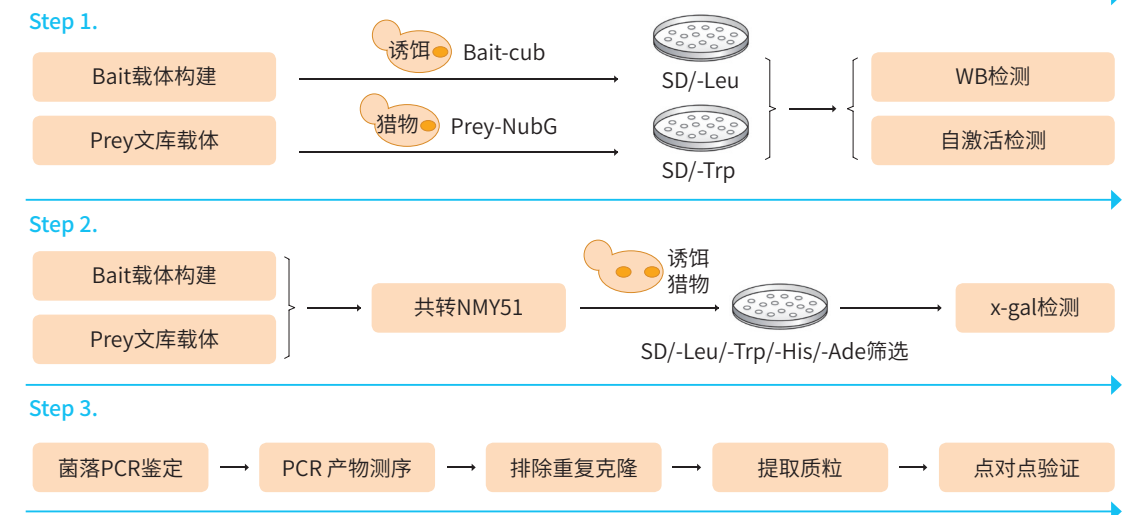 Step 1.
Bait载体构建
诱饵
Bait-cub
SD/-Leu
WB检测
Prey文库载体
猎物
Prey-NubG
SD/-Trp
自激活检测
Step 2.
Bait载体构建
Prey文库载体
共转NMY51
诱饵
猎物
SD/-Leu/-Trp/-His/-Ade筛选
x-gal检测
Step 3.
菌落PCR鉴定
PCR 产物测序
排除重复克隆
提取质粒
点对点验证